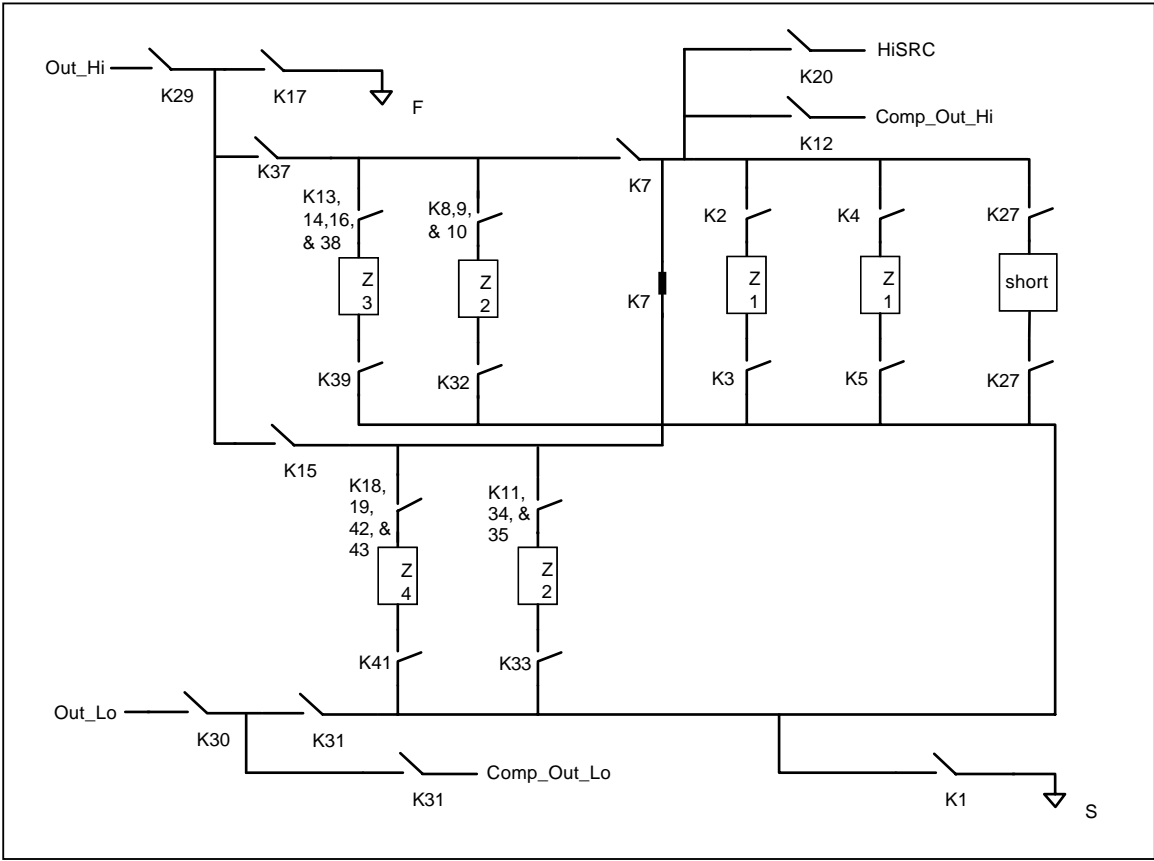 HiSRC
Out_Hi
K20
K29
K17
F
Comp_Out_Hi
K12
K37
K7
K13,
14,16,
& 38
K8,9,
& 10
K2
K4
K27
Z
3
Z
2
K7
Z
1
Z
1
short
K39
K32
K3
K5
K27
K15
K18,
19,
42, &
43
K11,
34, &
35
Z
4
Z
2
K41
K33
Out_Lo
K30
K31
Comp_Out_Lo
K31
K1
S